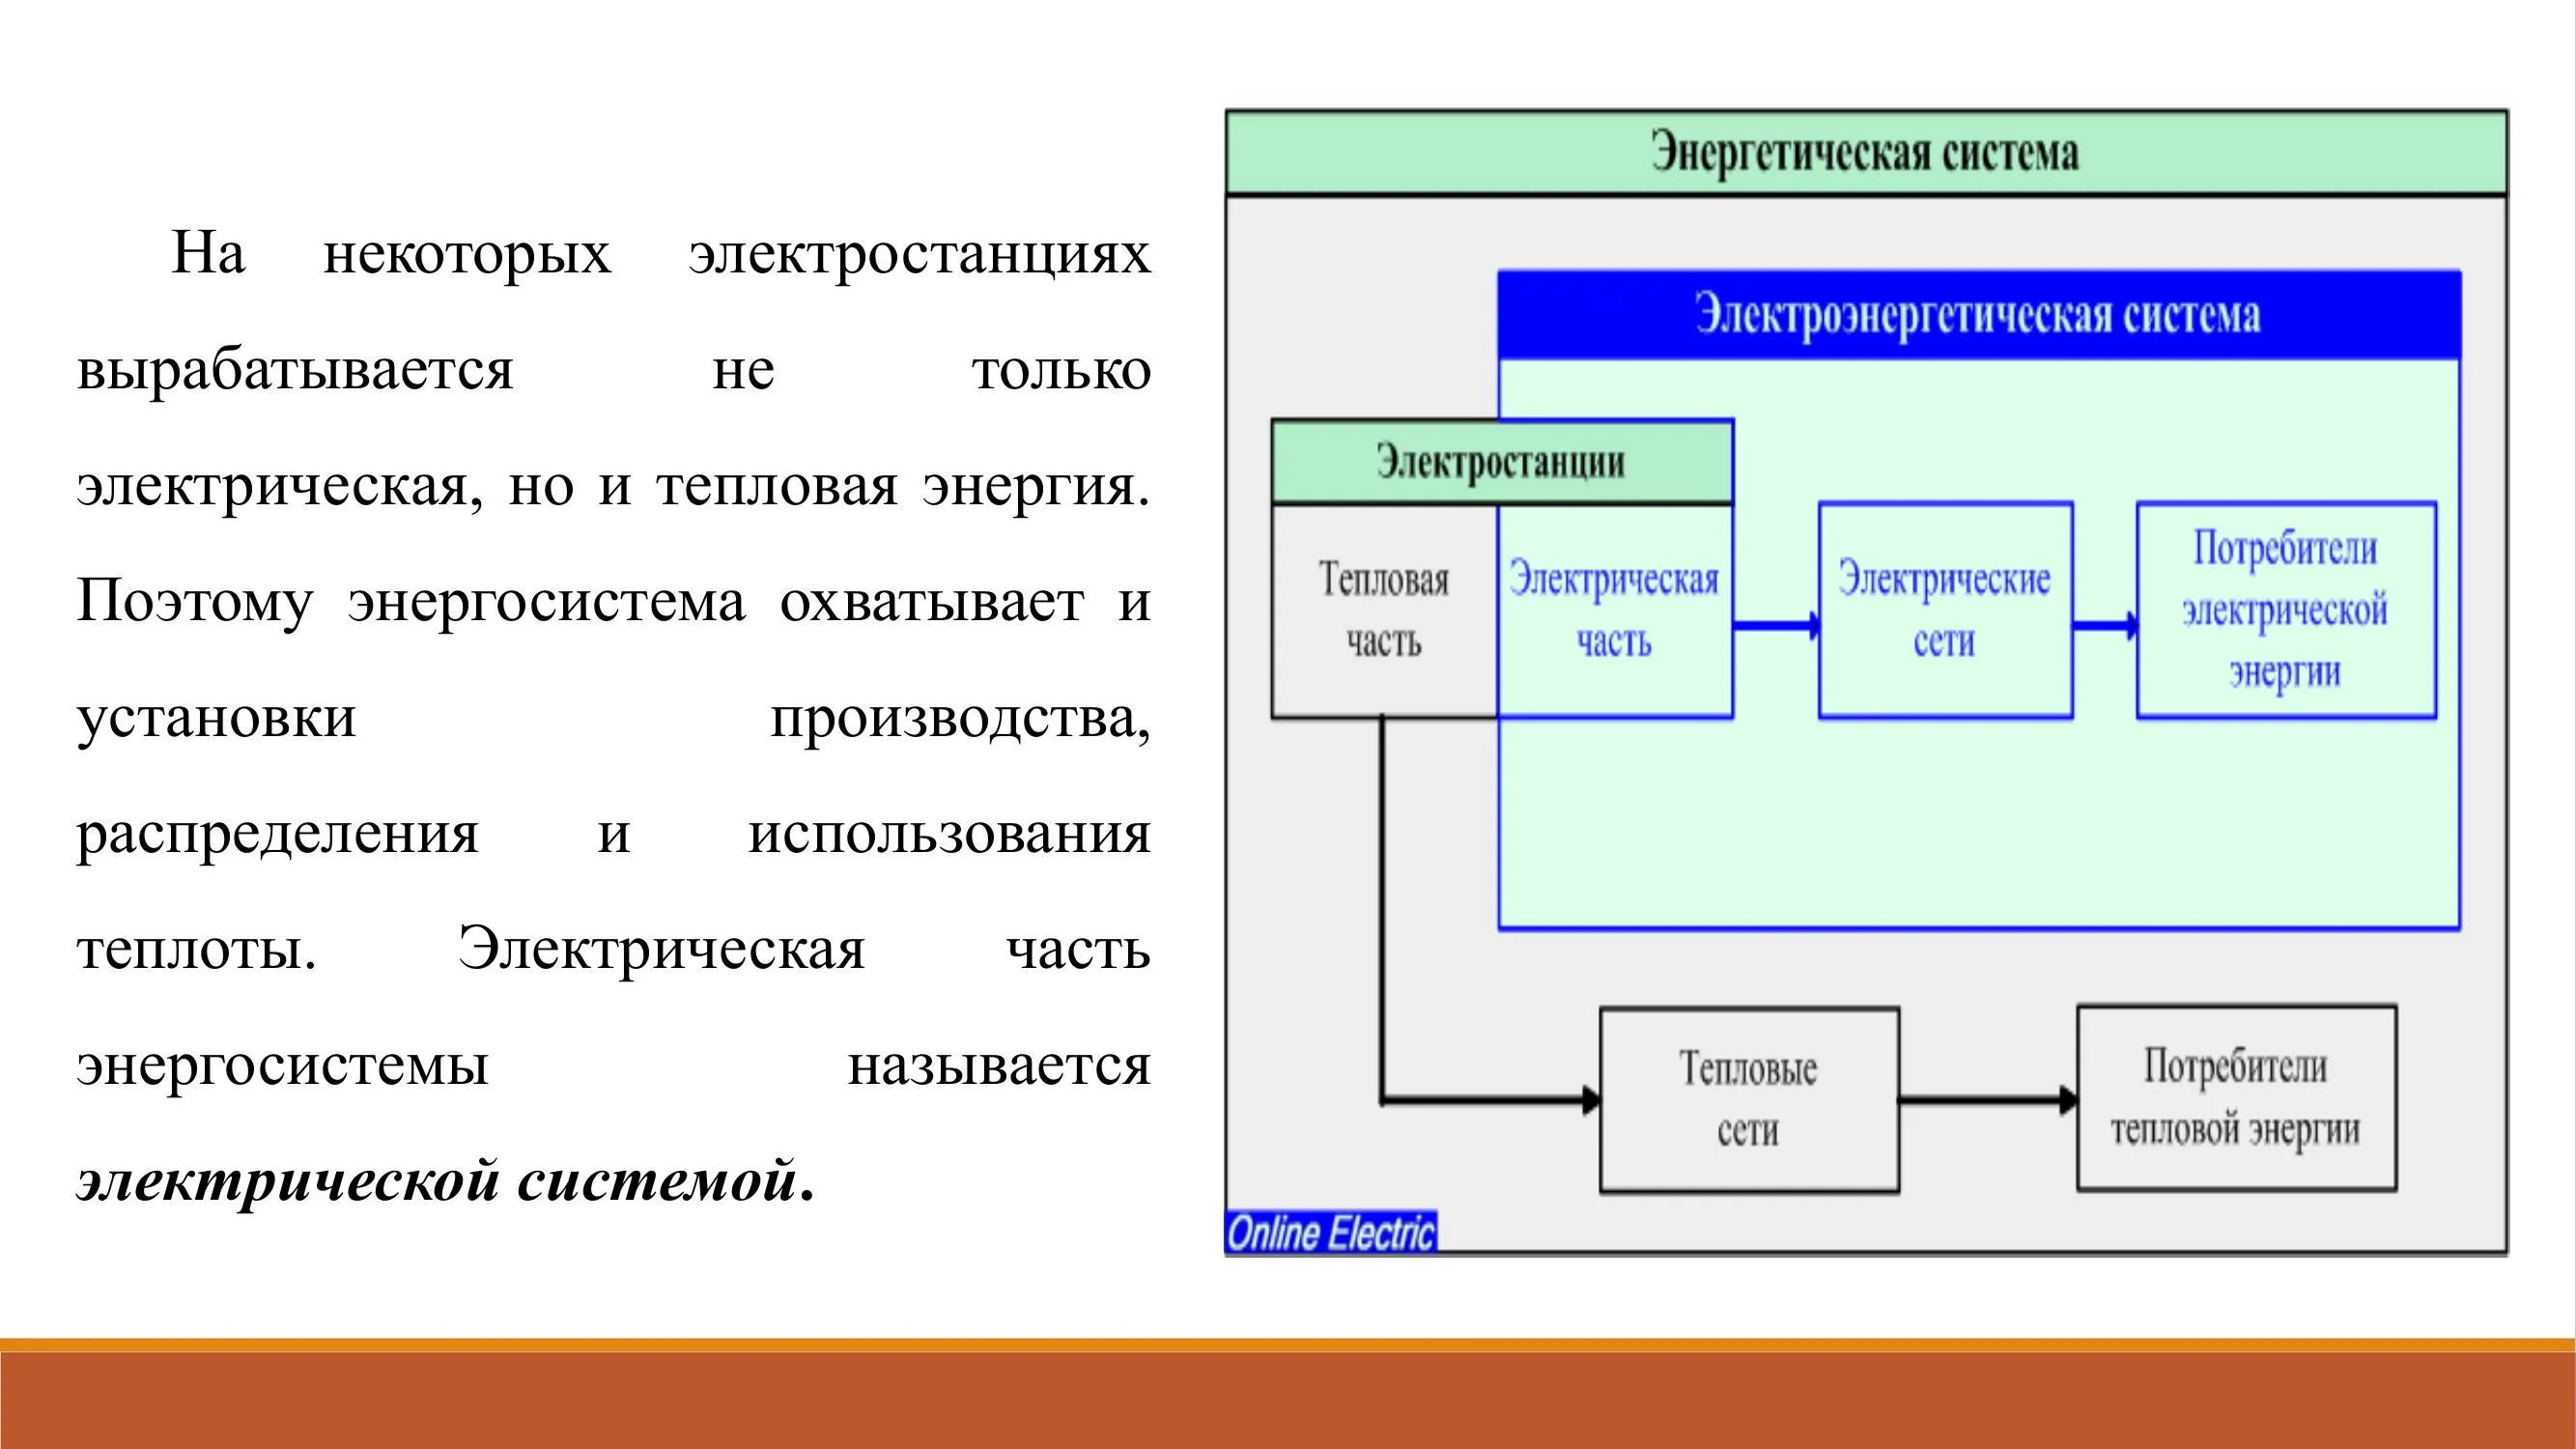 На некоторых электростанциях
вырабатывается не только
электрическая, но и тепловая энергия.
Поэтому энергосистема охватывает и
установки производства,
распределения и использования
теплоты. Электрическая часть
энергосистемы называется
электрической системой.
Энергетическая система
Электроэнергетическая система
Электростанции
Тепловая
часть
Электрическая
часть
Электрические
сети
Потребители
электрической
энергии
Тепловые
сети
Потребители
тепловой энергии
Online Electric